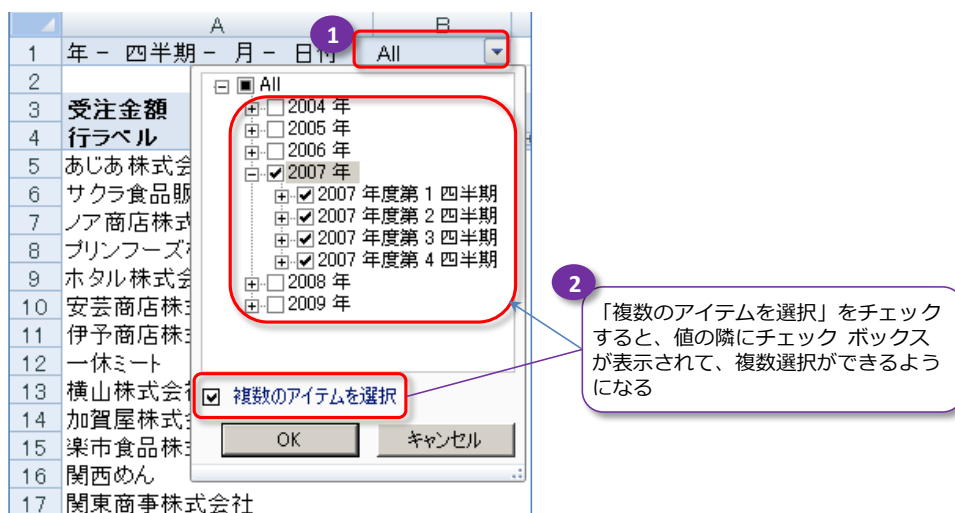 A B
1 年 - 四半期 - 月 - 日付 All
1
2
3 受注金額
4 行ラベル
5 あじあ株式会
6 サクラ食品販
7 ノア商店株式
8 プリンフーズ
9 ホタル株式会
10 安芸商店株
11 伊予商店株
12 一休ミート
13 横山株式会
14 加賀屋株式
15 楽市食品株
16 関西めん
17 関東商事株式会社
All
2004 年
2005 年
2006 年
2007 年
2007 年度第 1 四半期
2007 年度第 2 四半期
2007 年度第 3 四半期
2007 年度第 4 四半期
2008 年
2009 年
複数のアイテムを選択
OK キャンセル
2
「複数のアイテムを選択」をチェック
すると、値の隣にチェック ボックス
が表示されて、複数選択ができるよう
になる